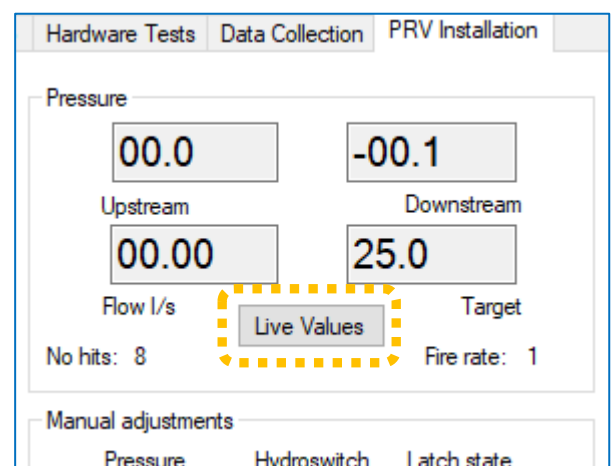 Hardware Tests Data Collection PRV Installation
Pressure
00.0 -00.1
Upstream Downstream
00.00 25.0
Flow l/s Target
Live Values
No hits: 8 Fire rate: 1
Manual adjustments
Pressure Hydroswitch Latch state